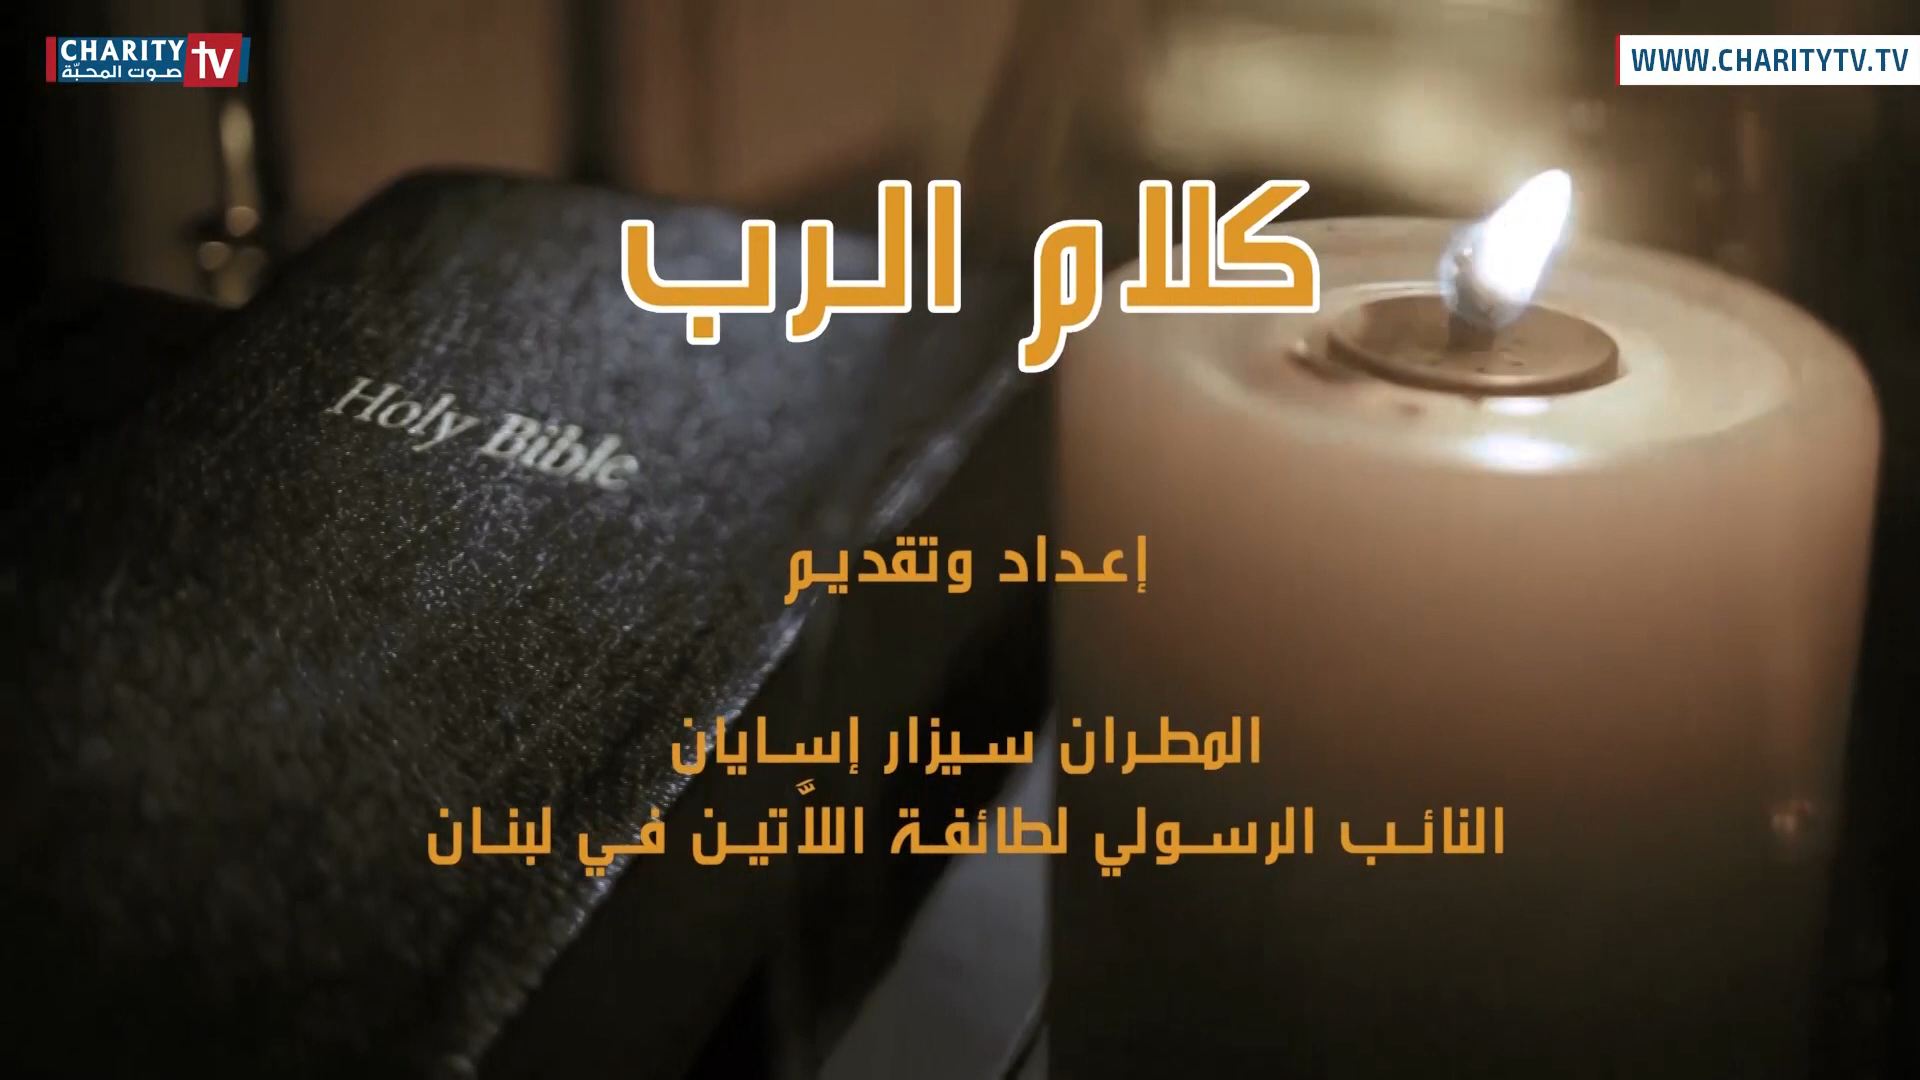 CHARITY tv
صوت المحبّة
WWW.CHARITYTV.TV
كلام الرب
Holy Bible
إعداد وتقديم
المطران سيزار إسايان
النائب الرسولي لطائفة اللاَّتين في لبنان